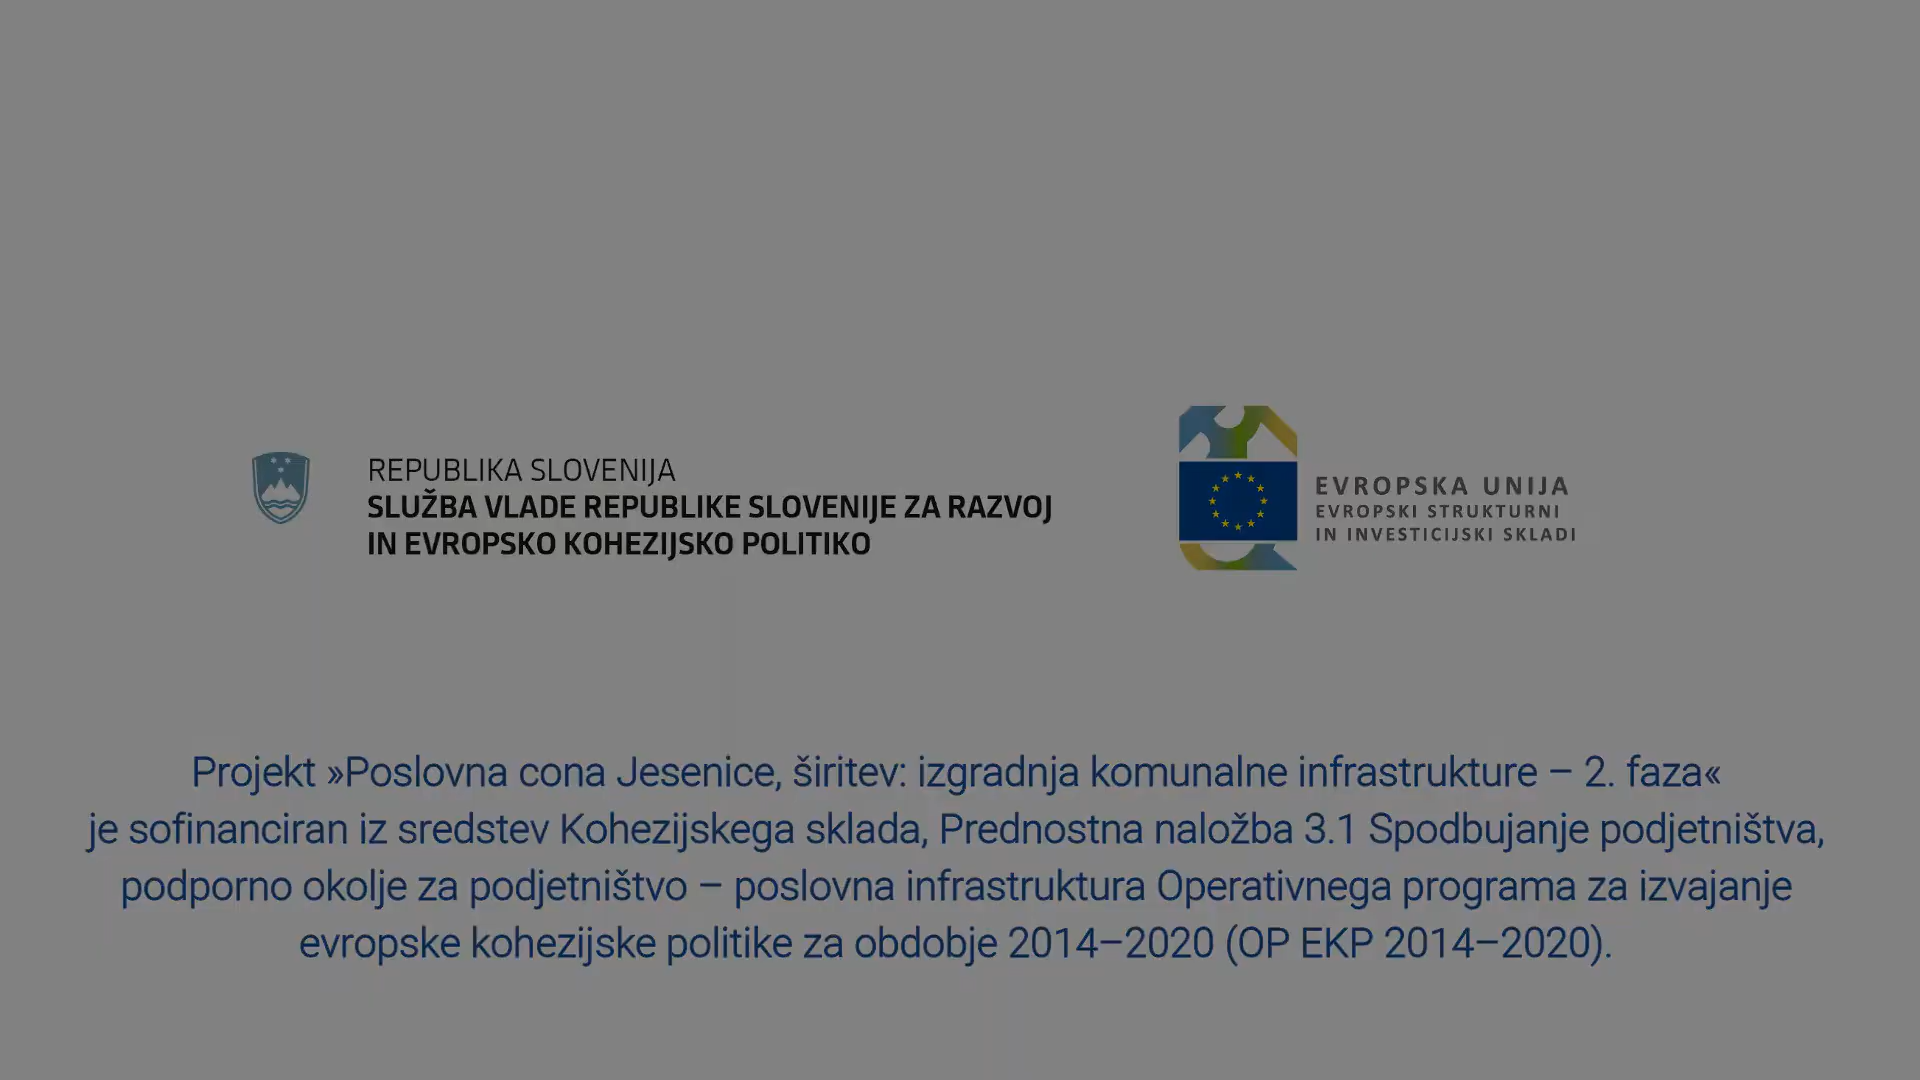 REPUBLIKA SLOVENIJA
SLUŽBA VLADE REPUBLIKE SLOVENIJE ZA RAZVOJ
IN EVROPSKO KOHEZIJSKO POLITIKO
EVROPSKA UNIJA
EVROPSKI STRUKTURNI
IN INVESTICIJSKI SKLADI
Projekt »Poslovna cona Jesenice, širitev: izgradnja komunalne infrastrukture – 2. faza«
je sofinanciran iz sredstev Kohezijskega sklada, Prednostna naložba 3.1 Spodbujanje podjetništva,
podporno okolje za podjetništvo – poslovna infrastruktura Operativnega programa za izvajanje
evropske kohezijske politike za obdobje 2014–2020 (OP EKP 2014–2020).